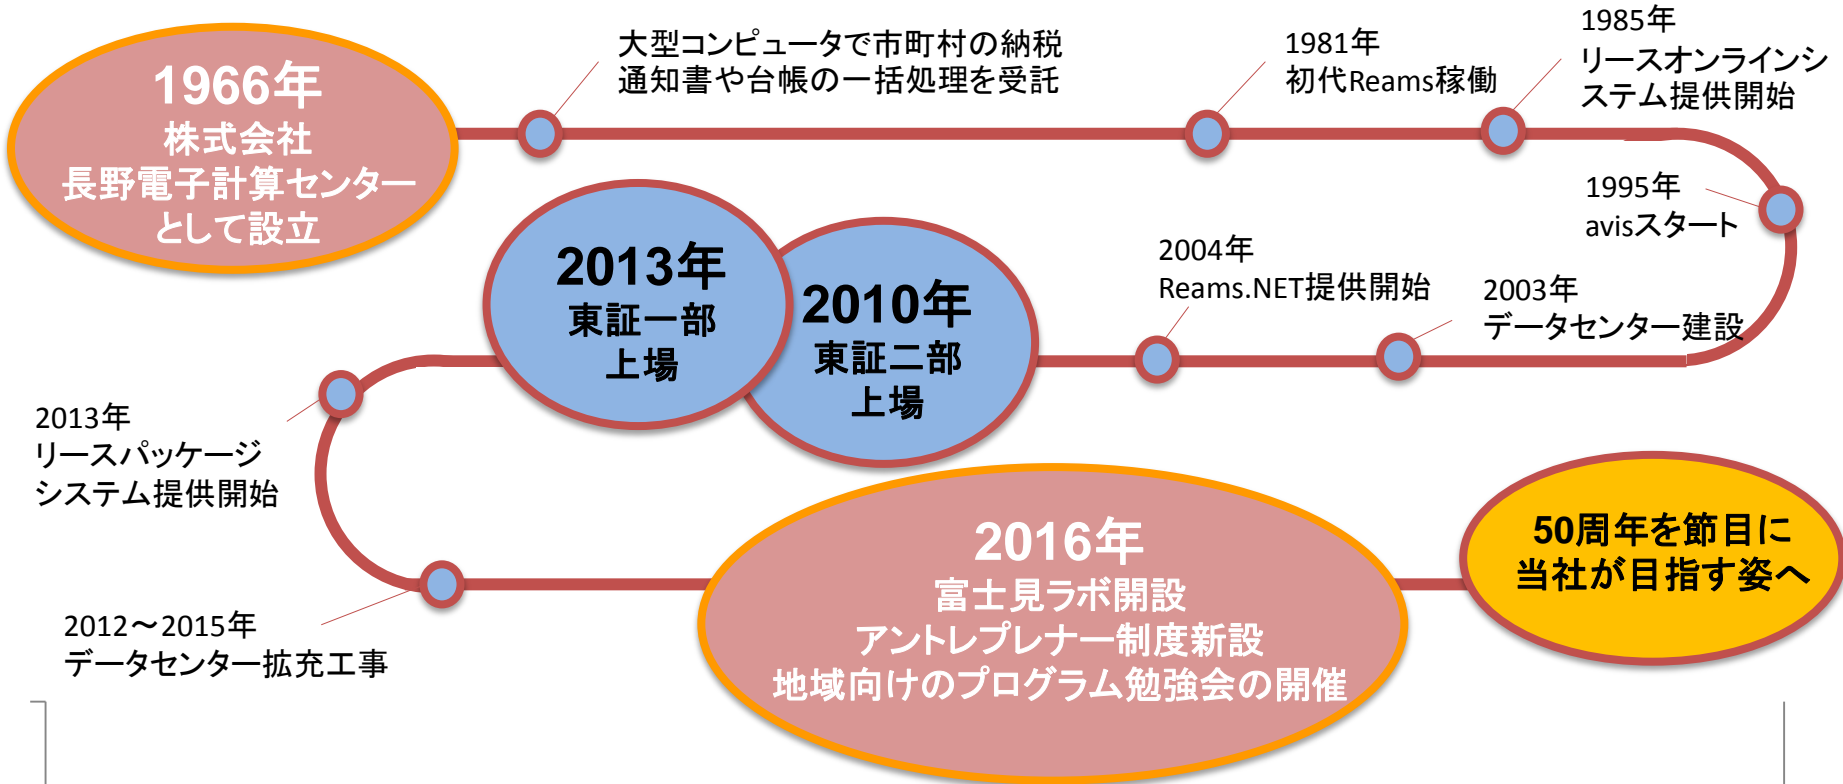 1966年
株式会社
長野電子計算センター
として設立
大型コンピュータで市町村の納税
通知書や台帳の一括処理を受託
1981年
初代Reams稼働
1985年
リースオンラインシ
ステム提供開始
1995年
avisスタート
2003年
データセンター建設
2004年
Reams.NET提供開始
2010年
東証二部
上場
2013年
東証一部
上場
2013年
リースパッケージ
システム提供開始
2012～2015年
データセンター拡充工事
2016年
富士見ラボ開設
アントレプレナー制度新設
地域向けのプログラム勉強会の開催
50周年を節目に
当社が目指す姿へ